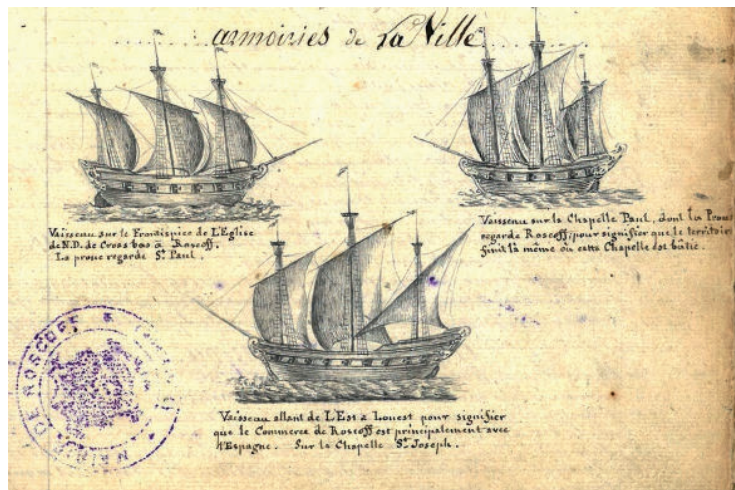 armoiries de La Ville
Vaisseau sur le Frontispice de L'Eglise
de N.D. de Croas bas à Roscoff.
La proue regarde St. Paul.
Vaisseau sur la Chapelle Paul, dont la Proue
regarde Roscoff, pour signifier que le territoire
finit là même où cette Chapelle est bâtie.
Vaisseau allant de L'Est à Louest pour signifier
que le Commerce de Roscoff est principalement avec
l'Espagne. Sur la Chapelle St. Joseph.
MAIRIE DE ROSCOFF